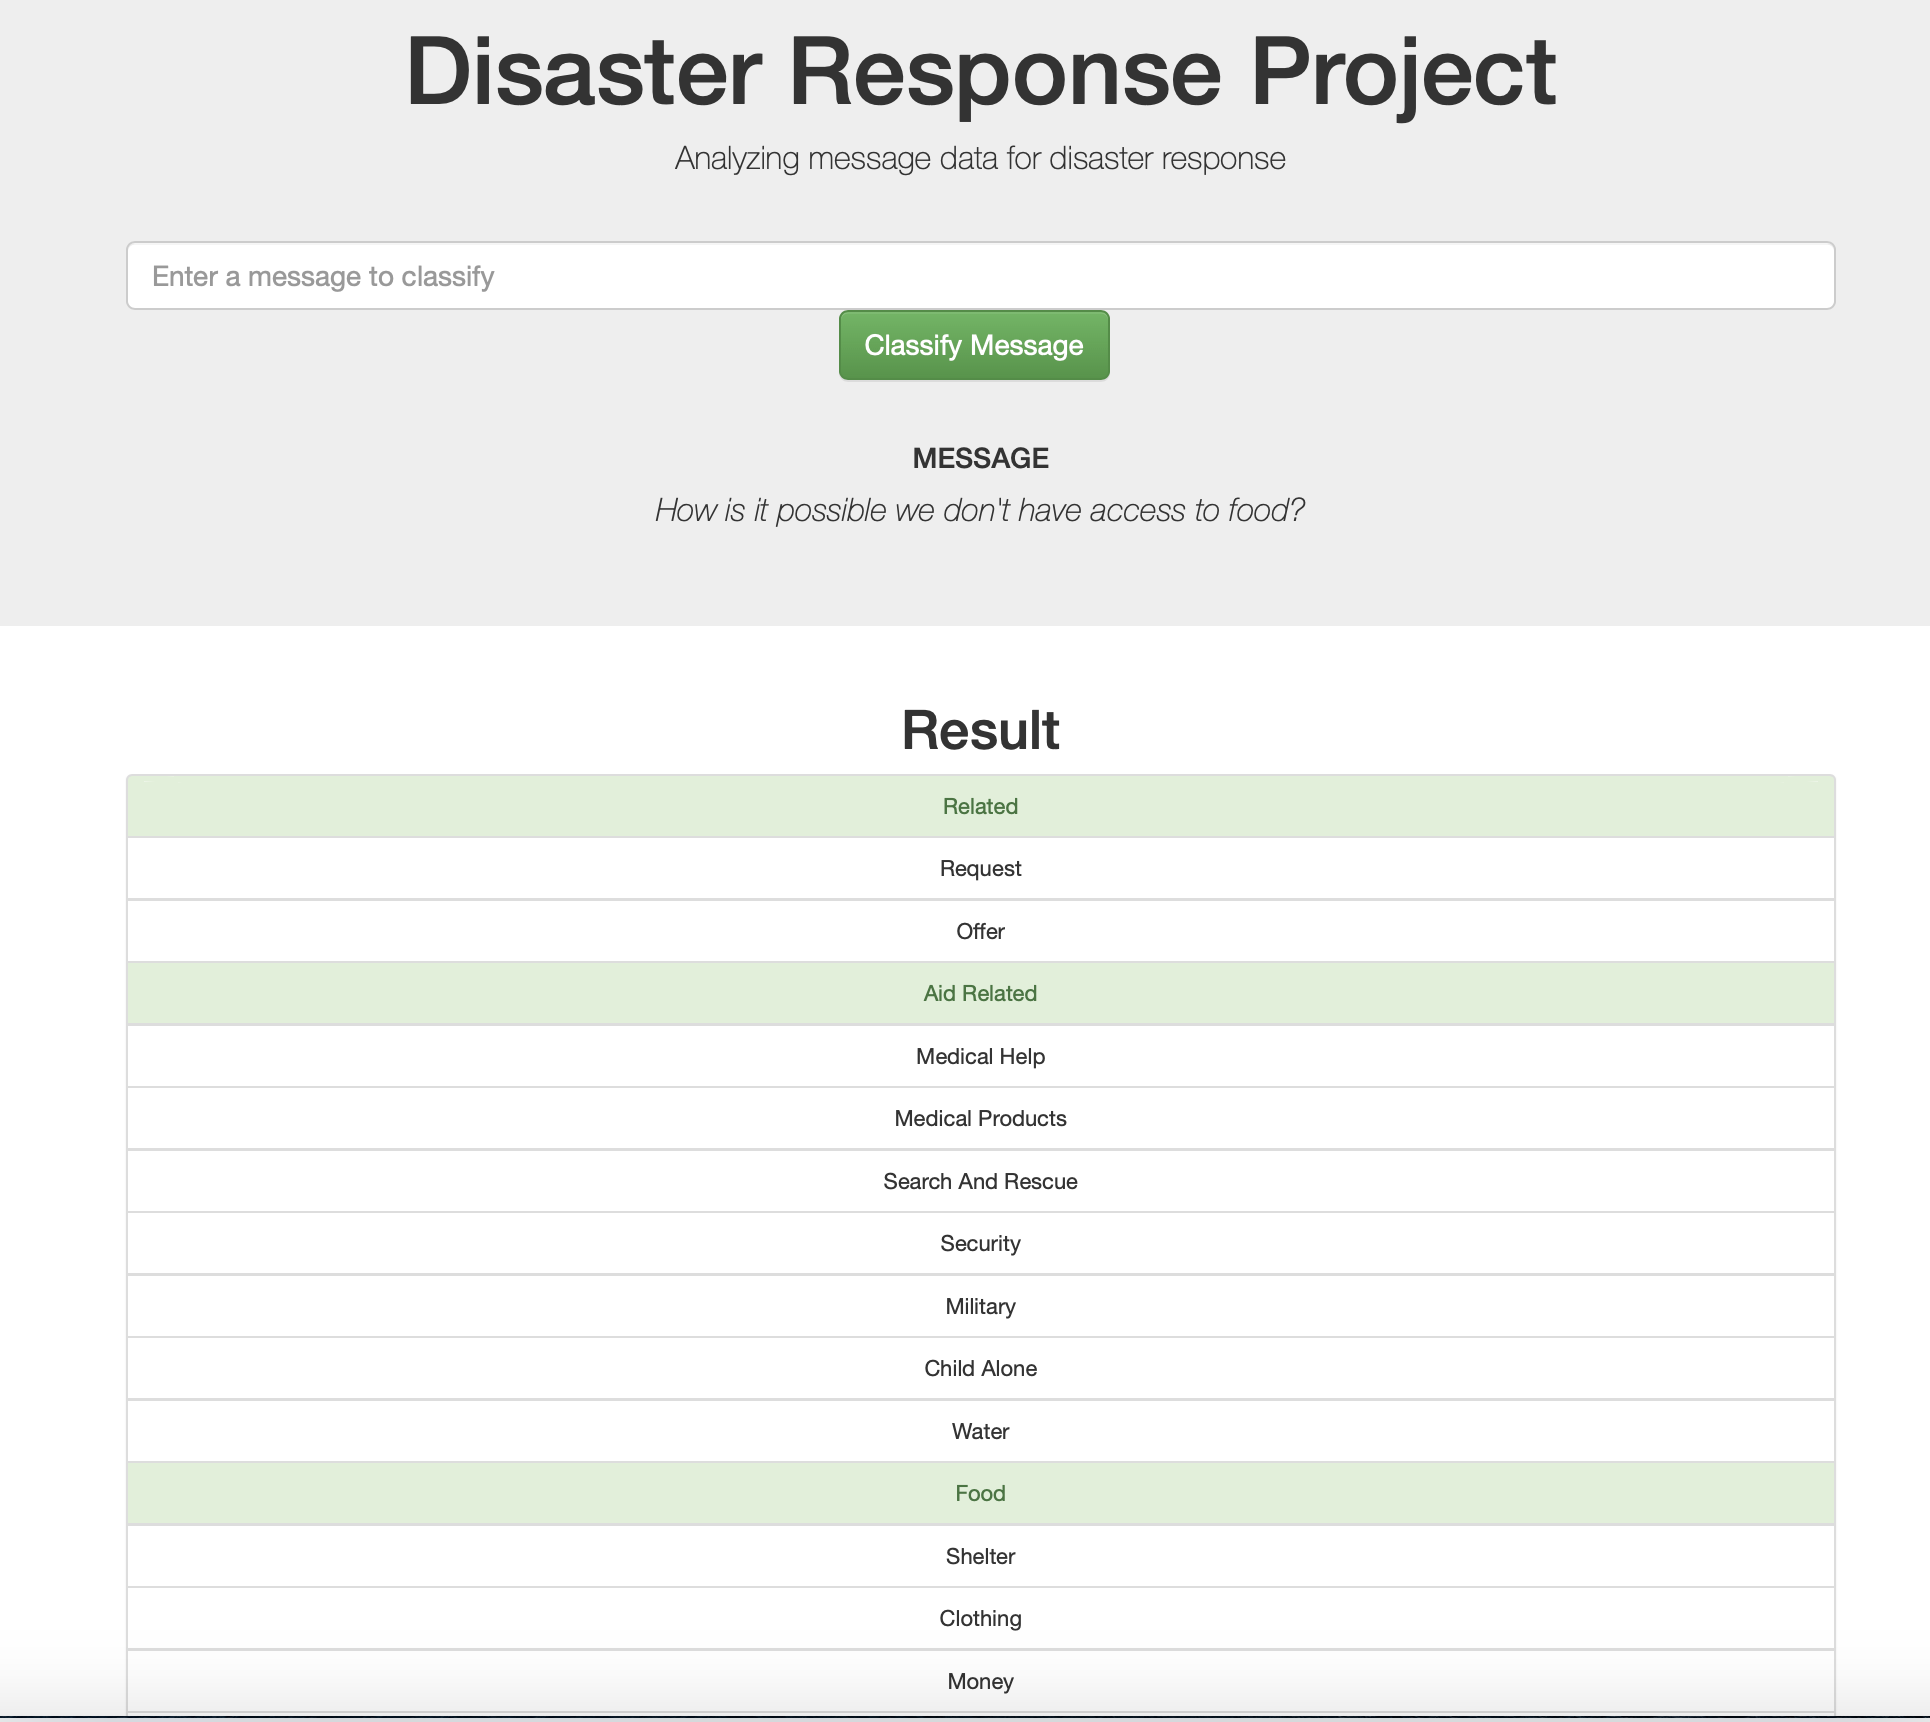 Disaster Response Project
Analyzing message data for disaster response
Enter a message to classify
Classify Message
MESSAGE
How is it possible we don't have access to food?
Result
Related
Request
Offer
Aid Related
Medical Help
Medical Products
Search And Rescue
Security
Military
Child Alone
Water
Food
Shelter
Clothing
Money